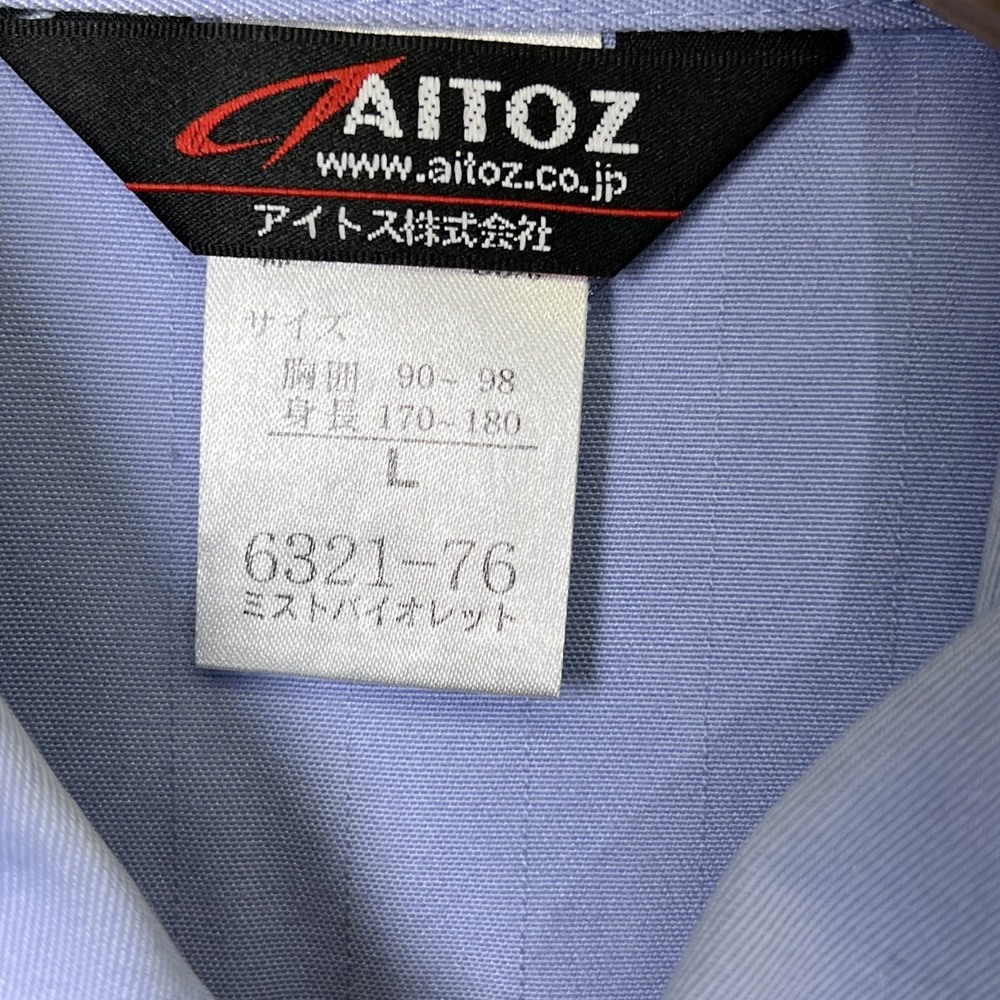 AITOZ
www.aitoz.co.jp
アイトス株式会社
サイズ
胸囲 90~98
身長 170~180
L
6321-76
ミストバイオレット